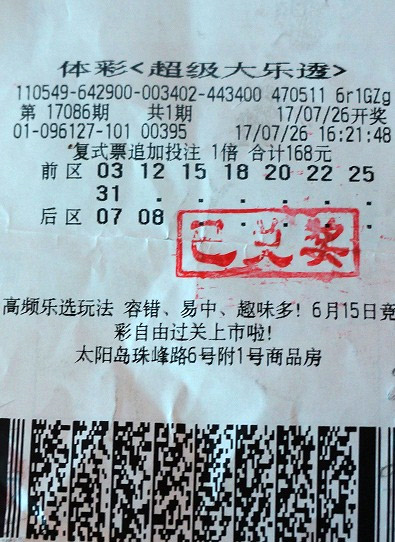 体彩<超级大乐透>
110549-642900-003402-443400 470511 6r1GZg
第 17086期 共1期 17/07/26开奖
01-096127-101 00395 17/07/26 16:21:48
复式票追加投注 1倍 合计168元
前区 03 12 15 18 20 22 25
31
后区 07 08
已兑奖
高频乐选玩法 容错、易中、趣味多! 6月15日竞
彩自由过关上市啦!
太阳岛珠峰路6号附1号商品房